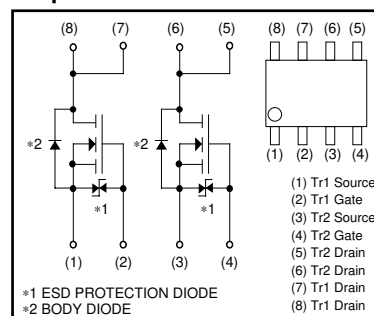 (8) (7) (6) (5)
(8) (7) (6) (5)
*2 *2
*1 *1
(1) (2) (3) (4)
(1) (2) (3) (4)
(1) Tr1 Source
(2) Tr1 Gate
(3) Tr2 Source
(4) Tr2 Gate
(5) Tr2 Drain
(6) Tr2 Drain
(7) Tr1 Drain
(8) Tr1 Drain
*1 ESD PROTECTION DIODE
*2 BODY DIODE